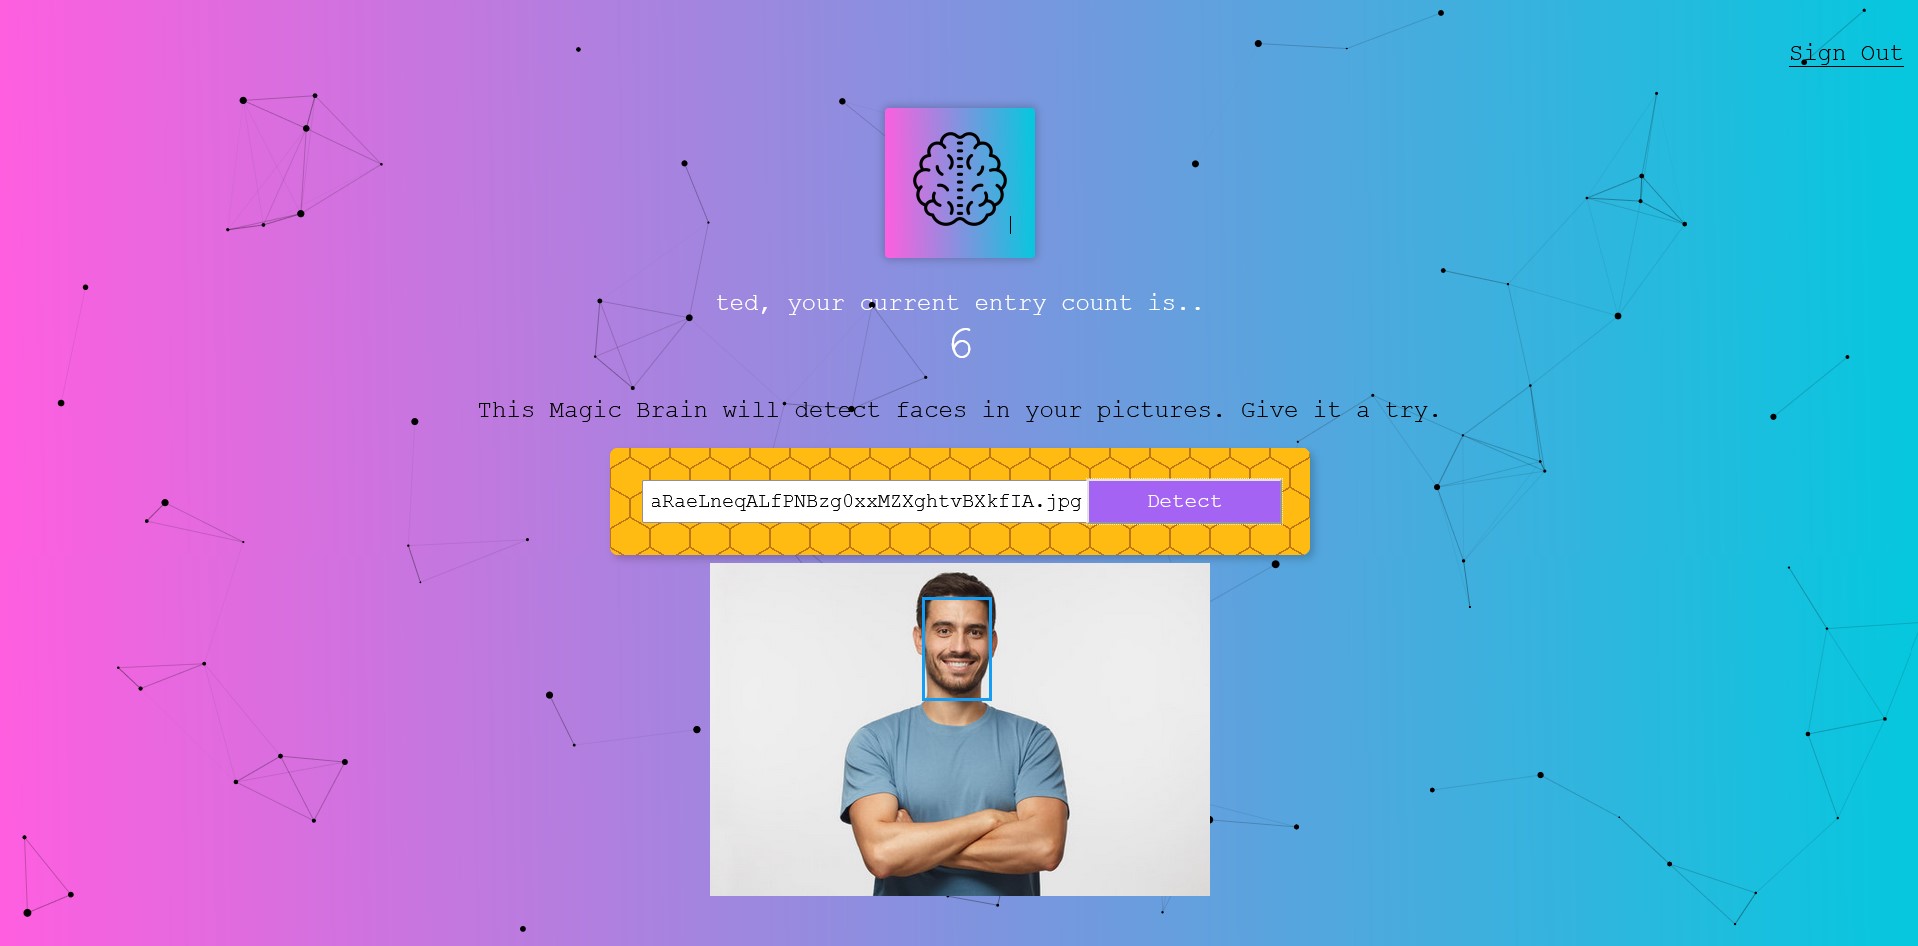 Sign Out
ted, your current entry count is..
6
This Magic Brain will detect faces in your pictures. Give it a try.
aRaeLneqALfPNBzg0xxMZXghtvBXkfIA.jpg
Detect